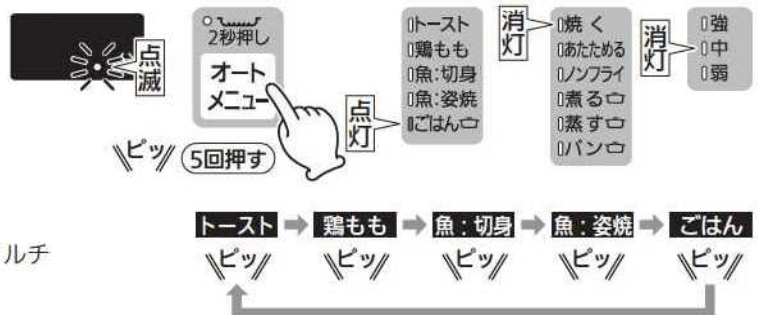 点滅
2秒押し
オート
メニュー
ピッ
5回押す
点灯
トースト
鶏もも
魚:切身
魚:姿焼
ごはん
消灯
焼く
あたためる
ノンフライ
煮る
蒸す
パン
消灯
強
中
弱
トースト
鶏もも
魚:切身
魚:姿焼
ごはん
ピッ
ピッ
ピッ
ピッ
ピッ
ルチ